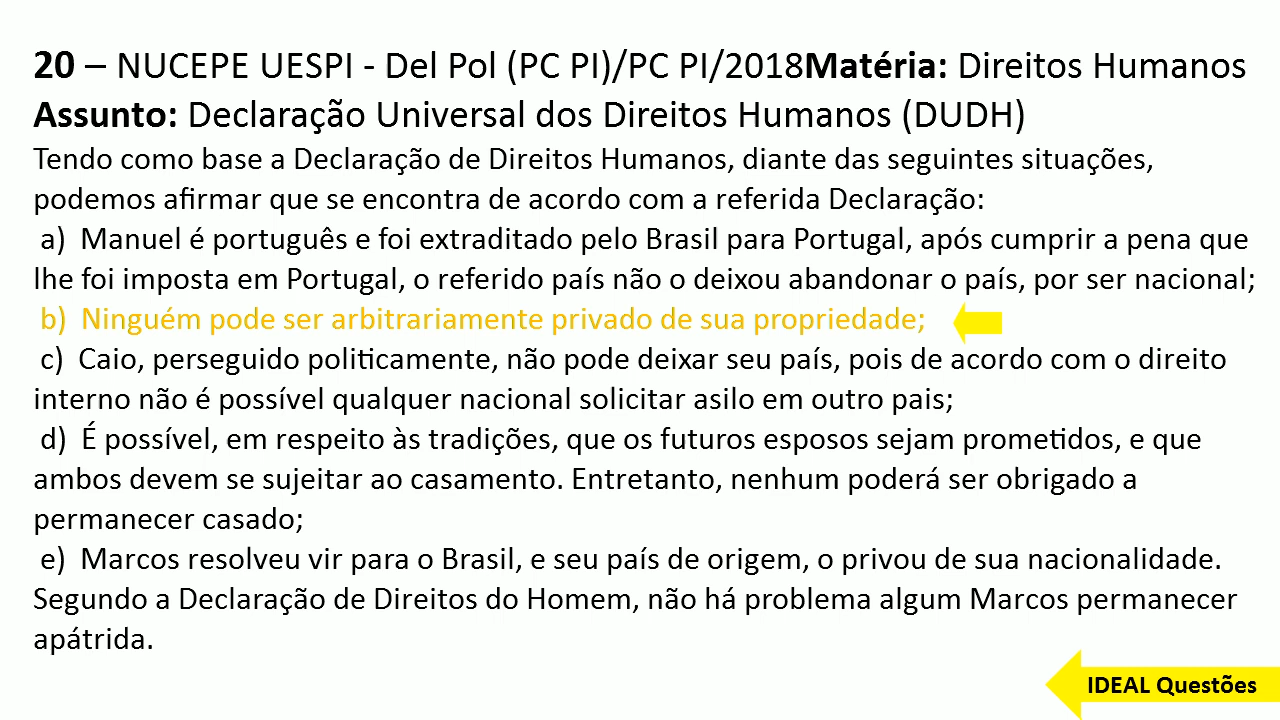 20 – NUCEPE UESPI - Del Pol (PC PI)/PC PI/2018Matéria: Direitos Humanos
Assunto: Declaração Universal dos Direitos Humanos (DUDH)
Tendo como base a Declaração de Direitos Humanos, diante das seguintes situações,
podemos afirmar que se encontra de acordo com a referida Declaração:
a) Manuel é português e foi extraditado pelo Brasil para Portugal, após cumprir a pena que
lhe foi imposta em Portugal, o referido país não o deixou abandonar o país, por ser nacional;
b) Ninguém pode ser arbitrariamente privado de sua propriedade;
c) Caio, perseguido politicamente, não pode deixar seu país, pois de acordo com o direito
interno não é possível qualquer nacional solicitar asilo em outro pais;
d) É possível, em respeito às tradições, que os futuros esposos sejam prometidos, e que
ambos devem se sujeitar ao casamento. Entretanto, nenhum poderá ser obrigado a
permanecer casado;
e) Marcos resolveu vir para o Brasil, e seu país de origem, o privou de sua nacionalidade.
Segundo a Declaração de Direitos do Homem, não há problema algum Marcos permanecer
apátrida.
IDEAL Questões